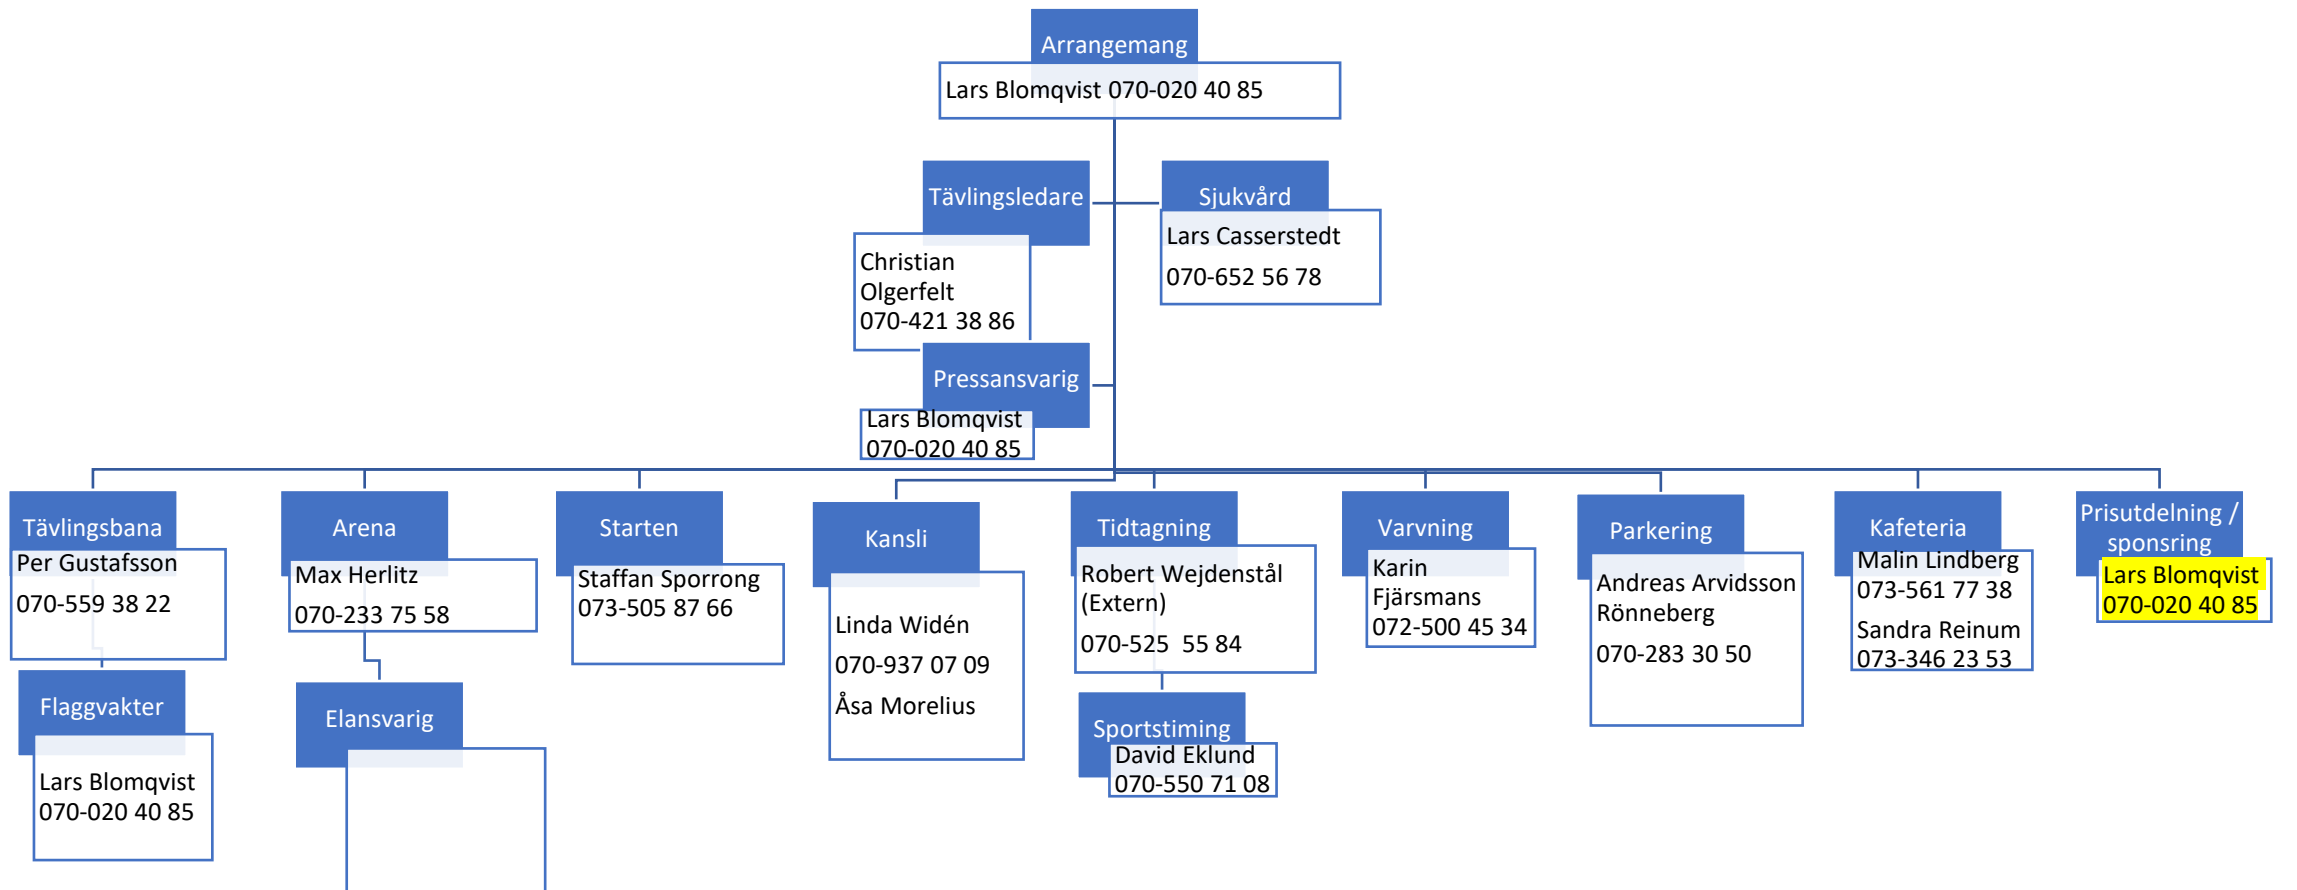 Arrangemang
Lars Blomqvist 070-020 40 85
Tävlingsledare
Christian
Olgerfelt
070-421 38 86
Sjukvård
Lars Casserstedt
070-652 56 78
Pressansvarig
Lars Blomqvist
070-020 40 85
Tävlingsbana
Per Gustafsson
070-559 38 22
Flaggvakter
Lars Blomqvist
070-020 40 85
Arena
Max Herlitz
070-233 75 58
Elansvarig
Starten
Staffan Sporrong
073-505 87 66
Kansli
Linda Widén
070-937 07 09
Åsa Morelius
Tidtagning
Robert Wejdenstål
(Extern)
070-525  55 84
Sportstiming
David Eklund
070-550 71 08
Varvning
Karin
Fjärsmans
072-500 45 34
Parkering
Andreas Arvidsson
Rönneberg
070-283 30 50
Kafeteria
Malin Lindberg
073-561 77 38
Sandra Reinum
073-346 23 53
Prisutdelning /
sponsring
Lars Blomqvist
070-020 40 85